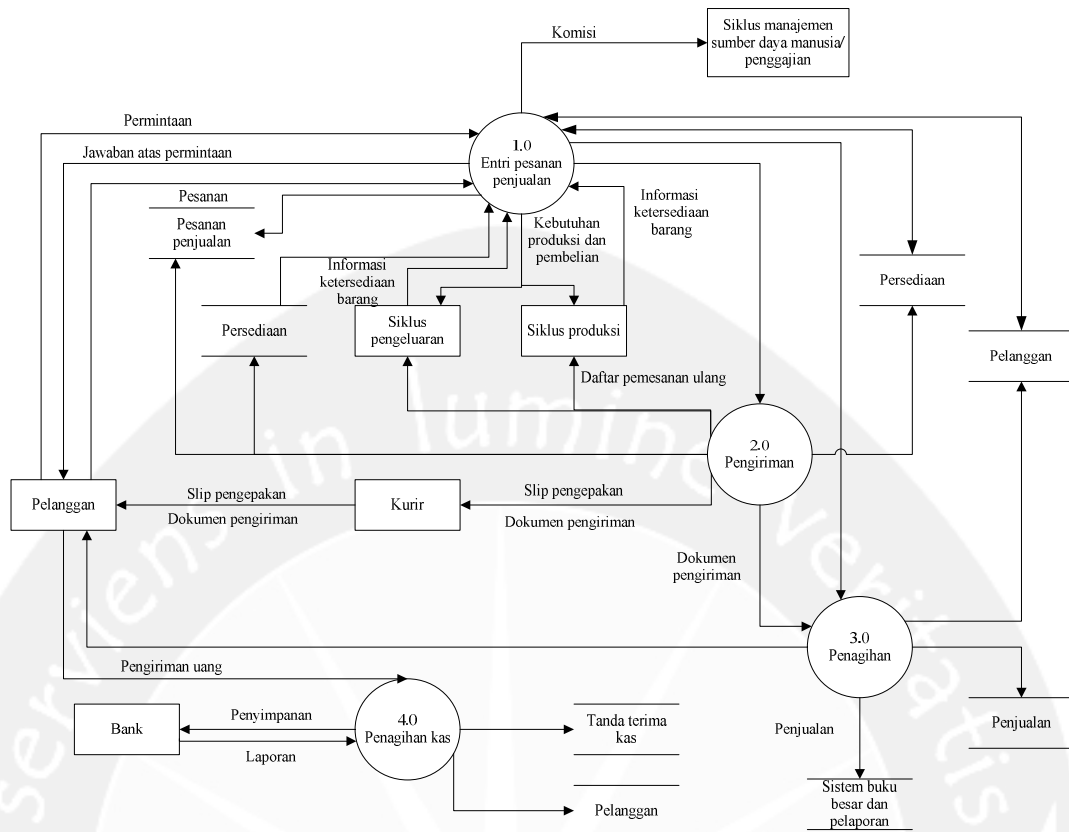 Siklus manajemen
sumber daya manusia/
penggajian
Komisi
Permintaan
1.0
Entri pesanan
penjualan
Jawaban atas permintaan
Pesanan
Pesanan
penjualan
Informasi
ketersediaan
barang
Kebutuhan
produksi dan
pembelian
Informasi
ketersediaan
barang
Persediaan
Persediaan
Siklus
pengeluaran
Siklus produksi
Pelanggan
Daftar pemesanan ulang
2.0
Pengiriman
Pelanggan
Slip pengepakan
Dokumen pengiriman
Kurir
Slip pengepakan
Dokumen pengiriman
Dokumen
pengiriman
3.0
Penagihan
Pengiriman uang
Bank
Penyimpanan
Laporan
4.0
Penagihan kas
Tanda terima
kas
Pelanggan
Penjualan
Penjualan
Sistem buku
besar dan
pelaporan
serviens in lumine veritatis